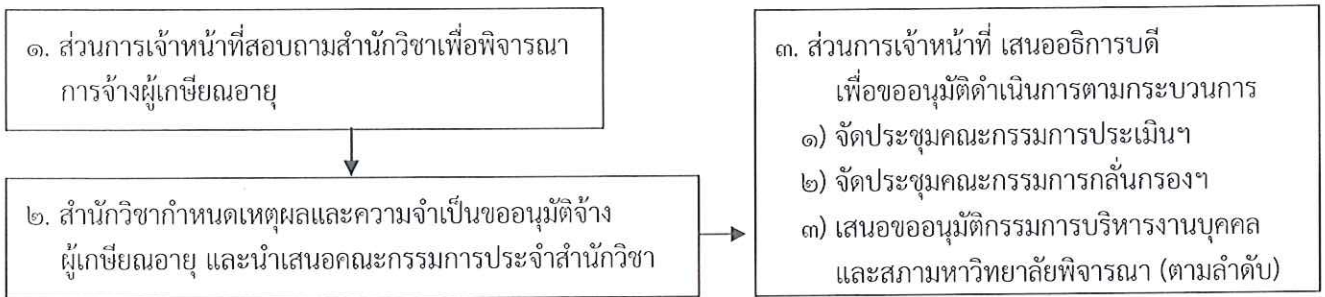 ๑. ส่วนการเจ้าหน้าที่สอบถามสำนักวิชาเพื่อพิจารณา
การจ้างผู้เกษียณอายุ
๒. สำนักวิชากำหนดเหตุผลและความจำเป็นขออนุมัติจ้าง
ผู้เกษียณอายุ และนำเสนอคณะกรรมการประจำสำนักวิชา
๓. ส่วนการเจ้าหน้าที่ เสนออธิการบดี
เพื่อขออนุมัติดำเนินการตามกระบวนการ
๑) จัดประชุมคณะกรรมการประเมินฯ
๒) จัดประชุมคณะกรรมการกลั่นกรองฯ
๓) เสนอขออนุมัติกรรมการบริหารงานบุคคล
และสภามหาวิทยาลัยพิจารณา (ตามลำดับ)